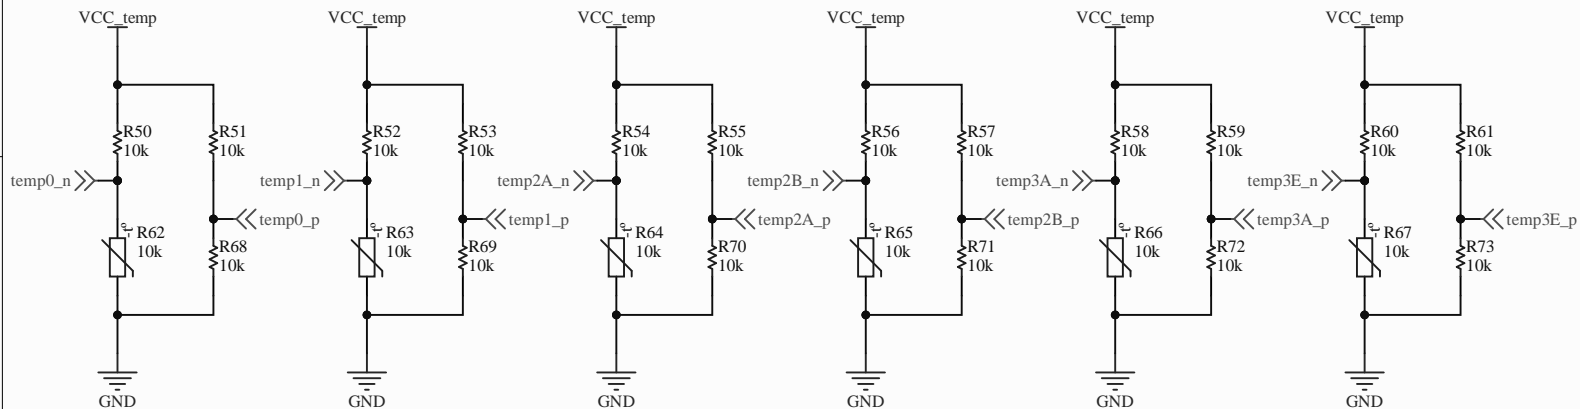 VCC_temp VCC_temp VCC_temp VCC_temp VCC_temp VCC_temp
R50 R51 R52 R53 R54 R55 R56 R57 R58 R59 R60 R61
10k 10k 10k 10k 10k 10k 10k 10k 10k 10k 10k 10k
temp0_n temp1_n temp2A_n temp2B_n temp3A_n temp3E_n
temp0_p temp1_p temp2A_p temp2B_p temp3A_p temp3E_p
-t° -t° -t° -t° -t° -t°
R62 R63 R64 R65 R66 R67
10k 10k 10k 10k 10k 10k
R68 R69 R70 R71 R72 R73
10k 10k 10k 10k 10k 10k
GND GND GND GND GND GND